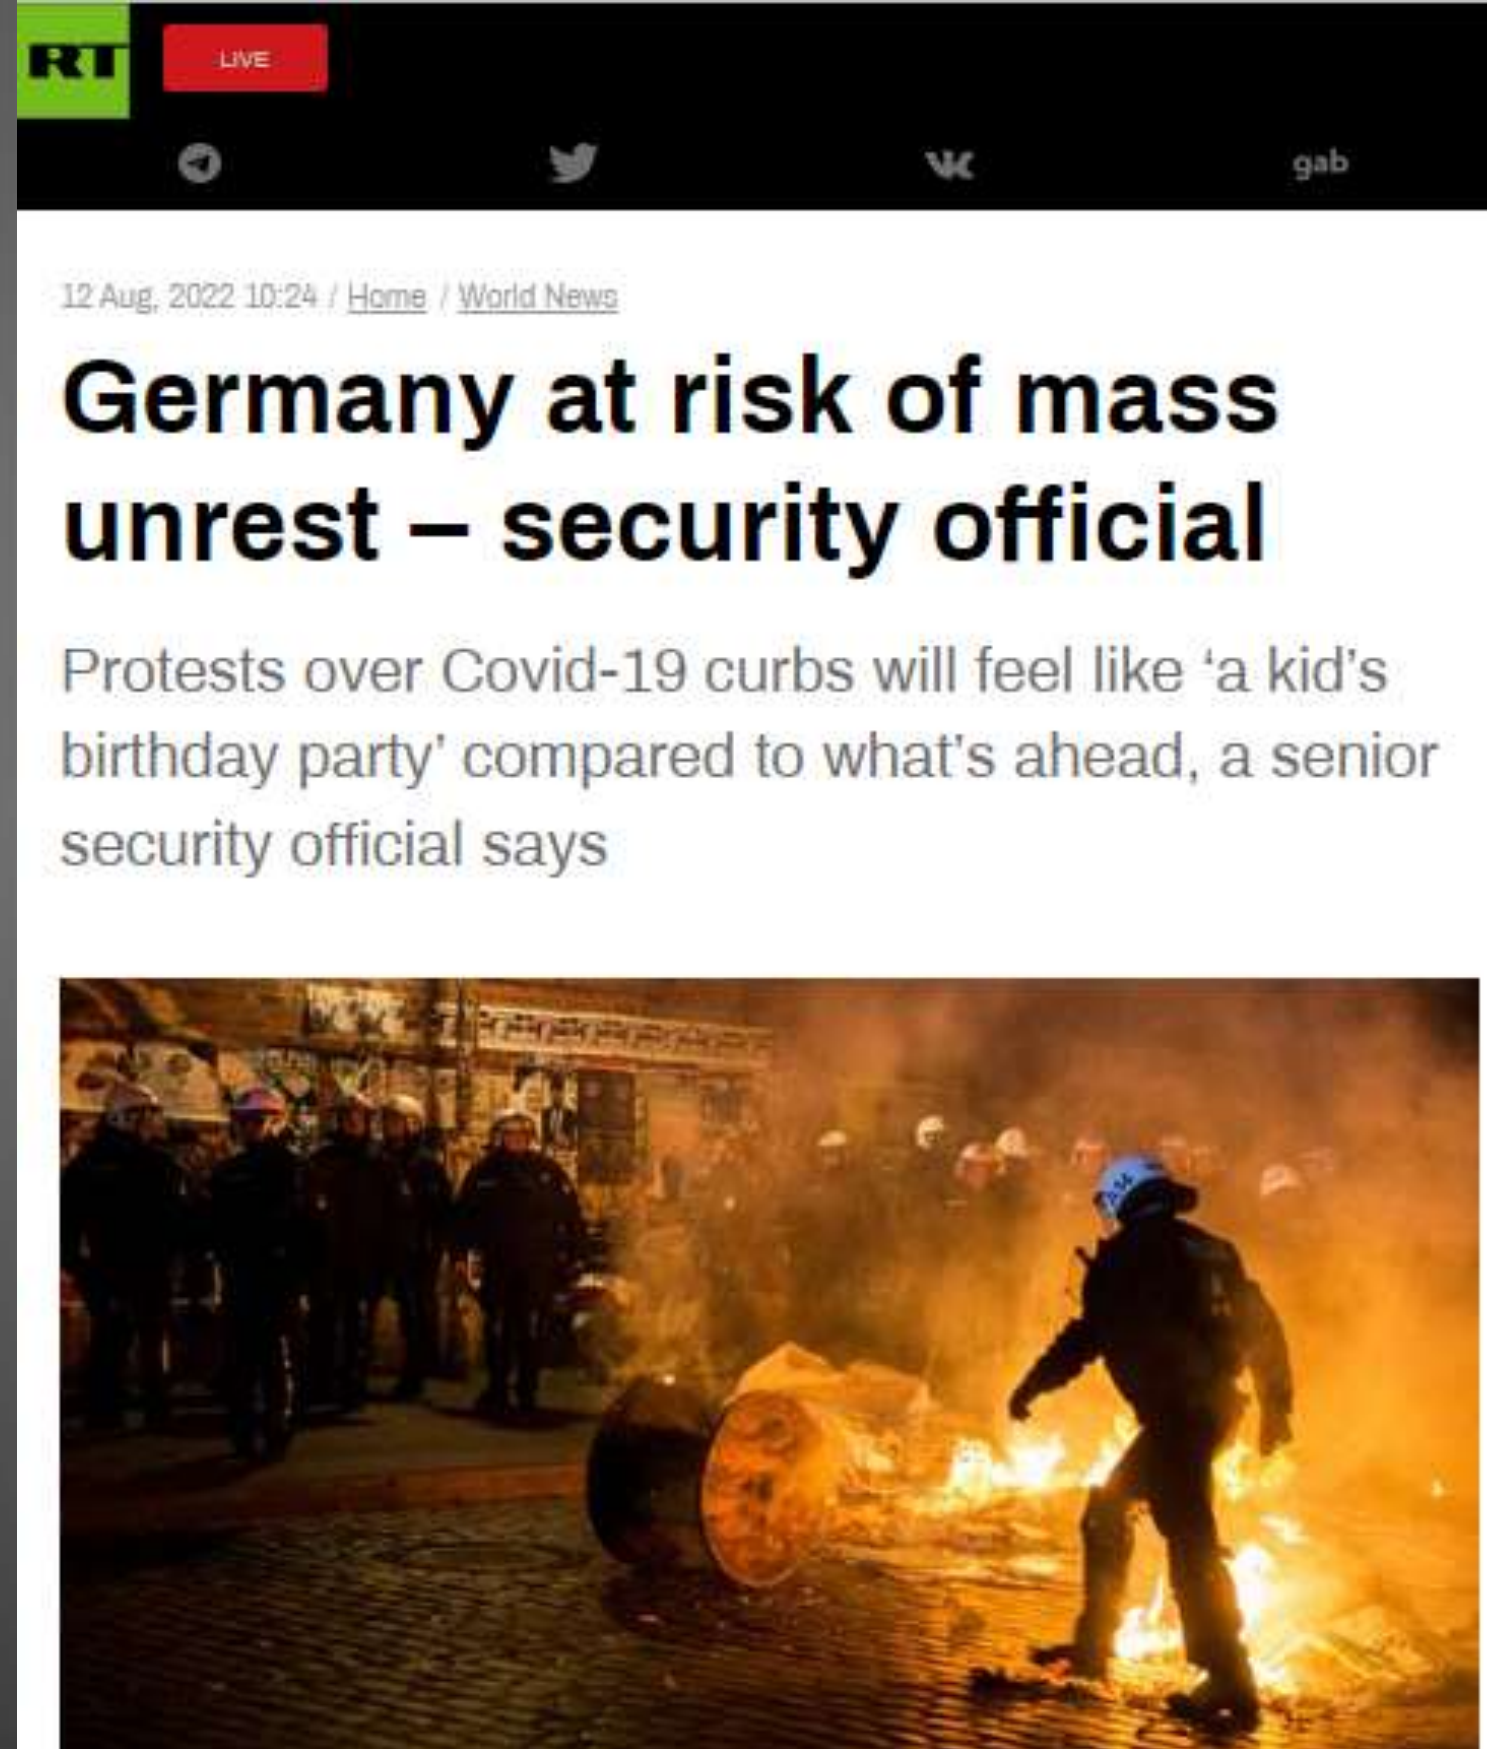 RT
LIVE
gab
12 Aug, 2022 10:24 / Home / World News
Germany at risk of mass
unrest – security official
Protests over Covid-19 curbs will feel like ‘a kid’s
birthday party’ compared to what’s ahead, a senior
security official says